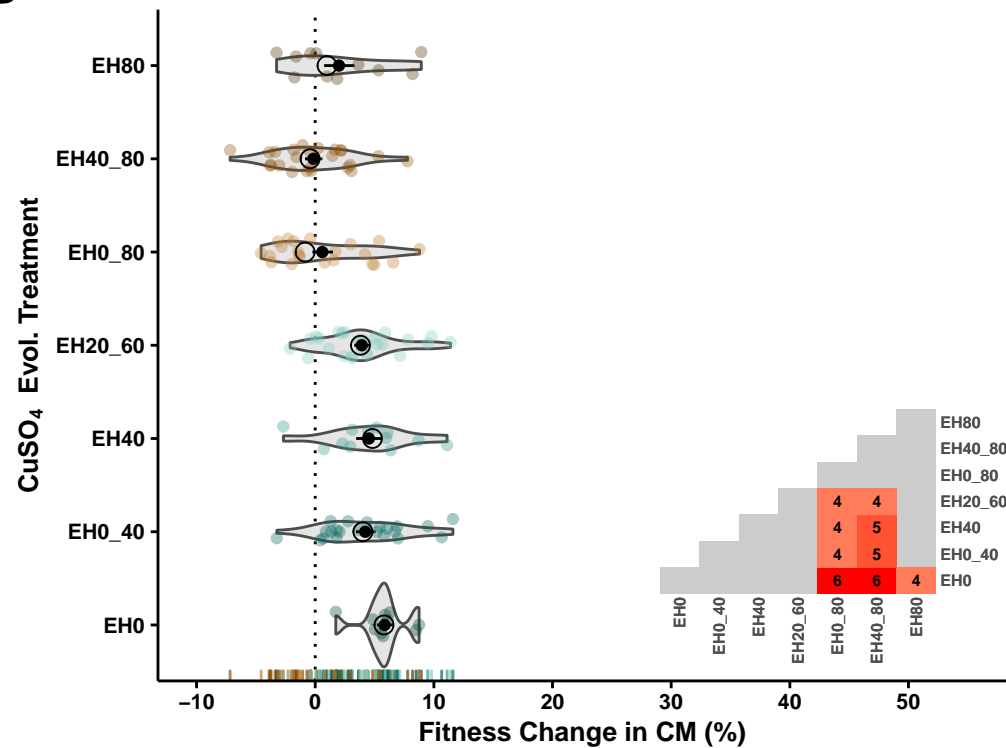 EH80
EH40_80
EH0_80
EH20_60
EH40
EH0_40
EH0
CuSO4 Evol. Treatment
−10 0 10 20 30 40 50
Fitness Change in CM (%)
EH80
EH40_80
EH0_80
4 4 EH20_60
4 5 EH40
4 5 EH0_40
6 6 4 EH0
EH0 EH0_40 EH40 EH20_60 EH0_80 EH40_80 EH80